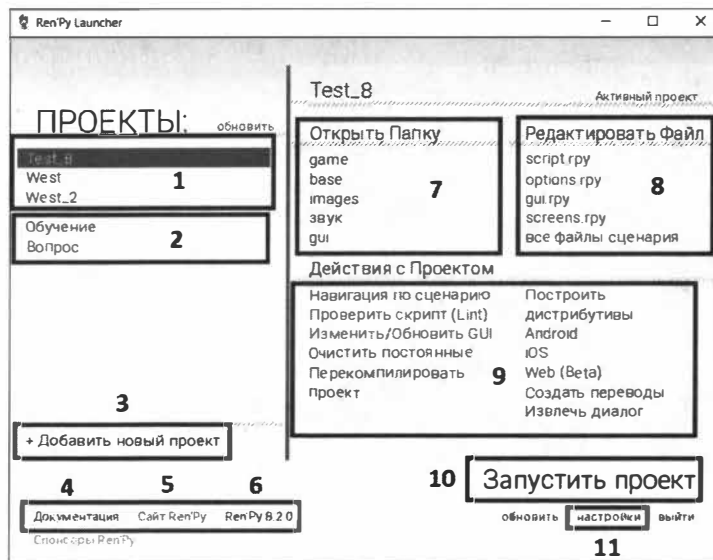 Ren'Py Launcher
ПРОЕКТЫ:
обновить
Test_8
West
1
West_2
Обучение
2
Вопрос
3
+ Добавить новый проект
4 5 6
Документация Сайт Ren'Py Ren'Py 8.2.0
Спонсоры Ren'Py
Test_8
Активный проект
Открыть Папку
game
base
images
звук
gui
7
Редактировать Файл
script.rpy
options.rpy
gui.rpy
screens.rpy
все файлы сценария
8
Действия с Проектом
Навигация по сценарию
Проверить скрипт (Lint)
Изменить/Обновить GUI
Очистить постоянные
Перекомпилировать
проект
9
Построить
дистрибутивы
Android
iOS
Web (Beta)
Создать переводы
Извлечь диалог
10 Запустить проект
обновить настройки выйти
11